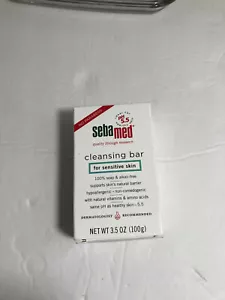 pH
5.5
sebamed
quality through research
cleansing bar
for sensitive skin
100% soap & alkali-free
supports skin's natural barrier
hypoallergenic - non-comedogenic
with natural vitamins & amino acids
same pH as healthy skin - 5.5
DERMATOLOGIST RECOMMENDED
NET WT 3.5 OZ (100g)